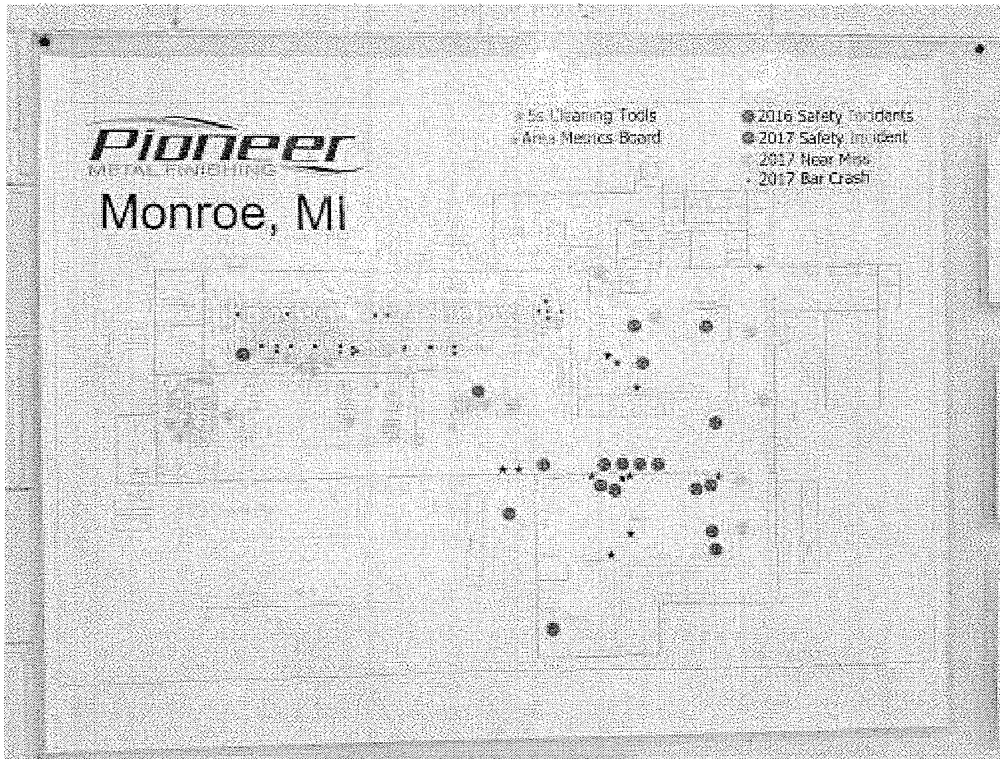 Pioneer
METAL FINISHING
Monroe, MI
5s Cleaning Tools
Area Metrics Board
2016 Safety Incidents
2017 Safety Incident
2017 Near Miss
2017 Bar Crash